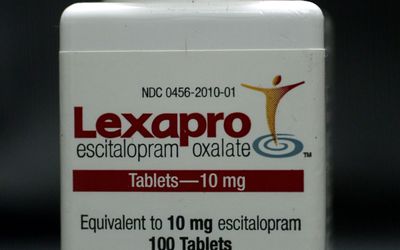 NDC 0456-2010-01
Lexapro
escitalopram oxalate ™
Tablets—10 mg
Equivalent to 10 mg escitalopram
100 Tablets